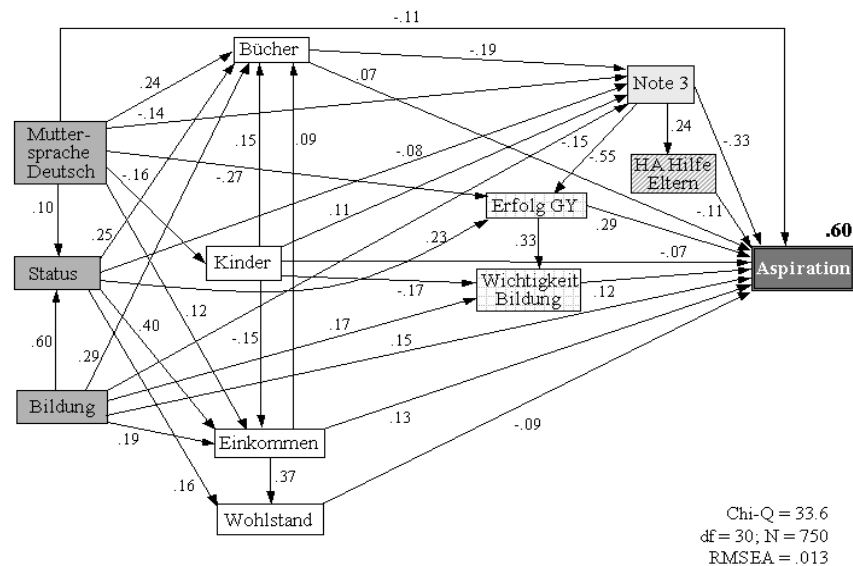 -.11
Bücher
-.19
.07
Note 3
.24
-.14
Mutter-
sprache
Deutsch
-.16
-.27
.15
.09
-.08
-.15
-.55
.24
-.33
HA Hilfe
Eltern
-.11
.10
.25
.11
Erfolg GY
.29
.60
Status
Kinder
.23
.33
-.07
Aspiration
Wichtigkeit
Bildung
.12
-.17
.60
.29
.40
.12
-.15
.17
.15
Bildung
.19
Einkommen
.13
-.09
.16
.37
Wohlstand
Chi-Q = 33.6
df = 30; N = 750
RMSEA = .013